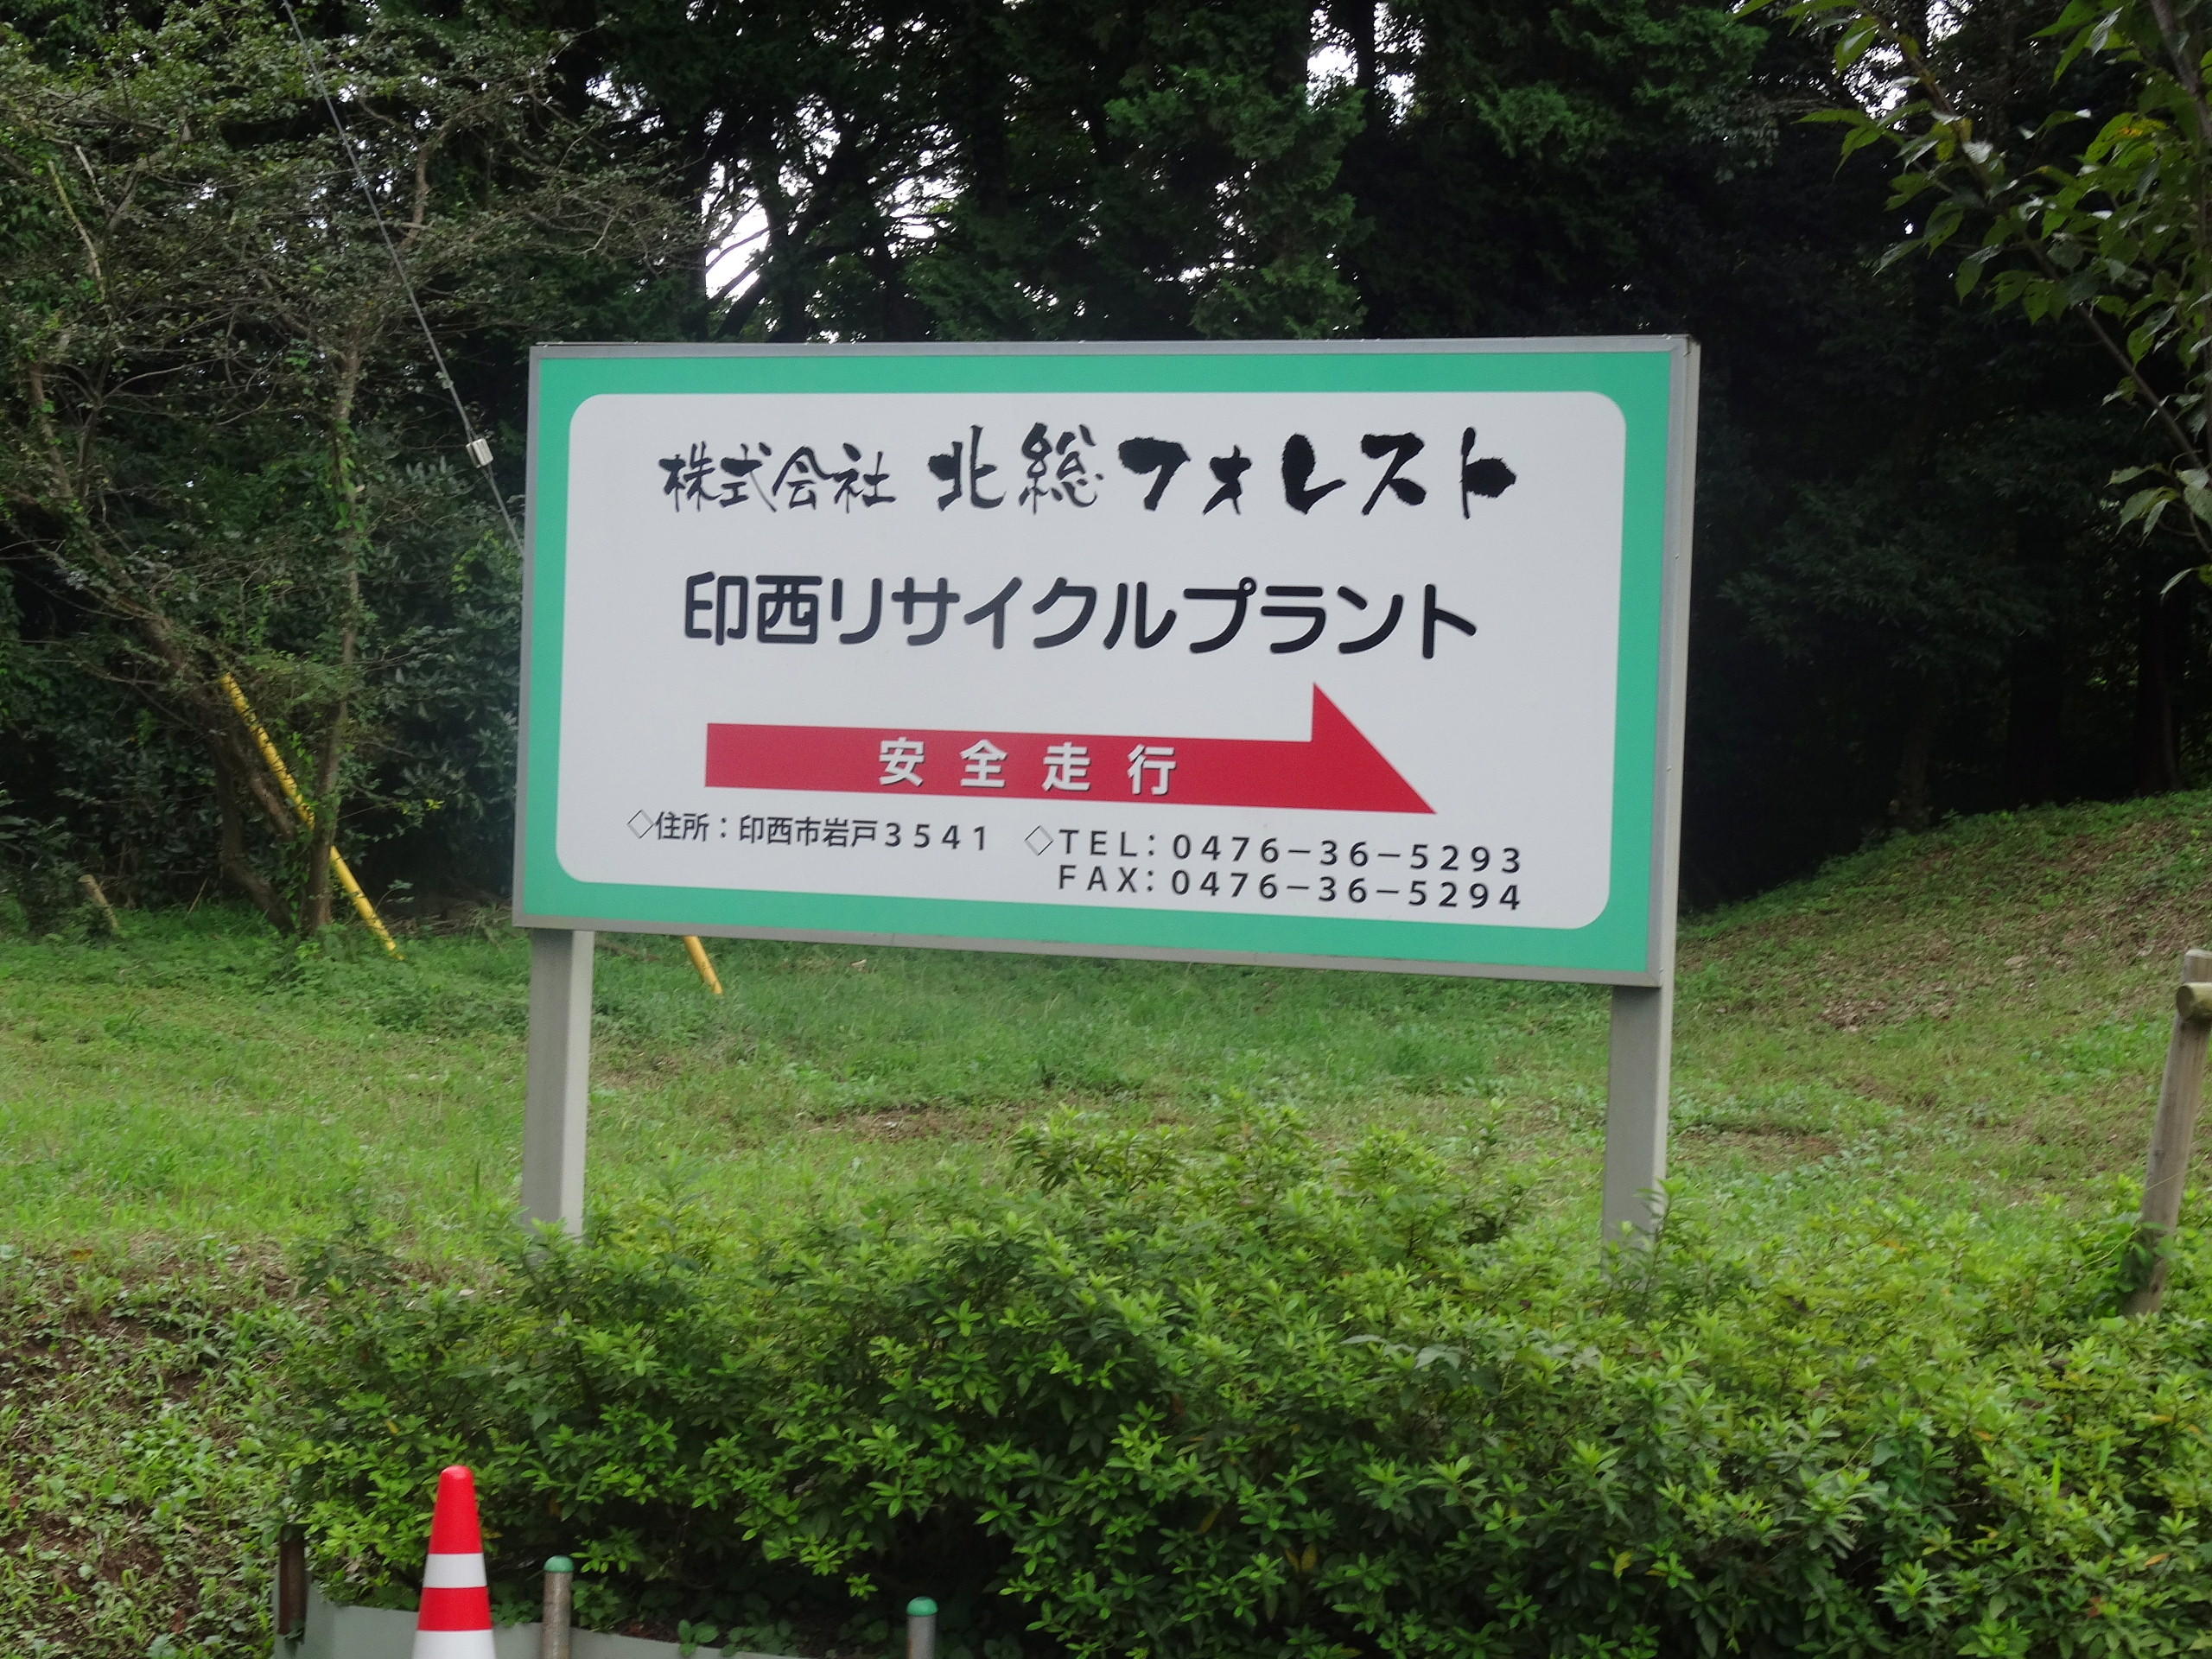 株式会社 北総フォレスト
印西リサイクルプラント
安全走行
◇住所：印西市岩戸3541 ◇TEL：0476－36－5293
FAX：0476－36－5294